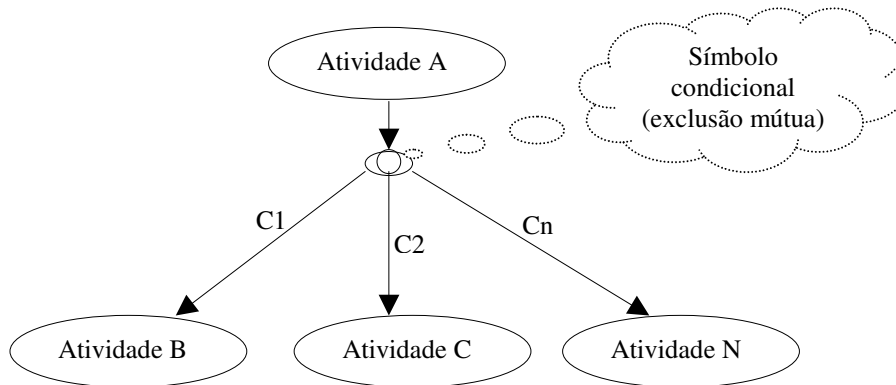 Atividade A
Símbolo
condicional
(exclusão mútua)
C1
C2
Cn
Atividade B
Atividade C
Atividade N